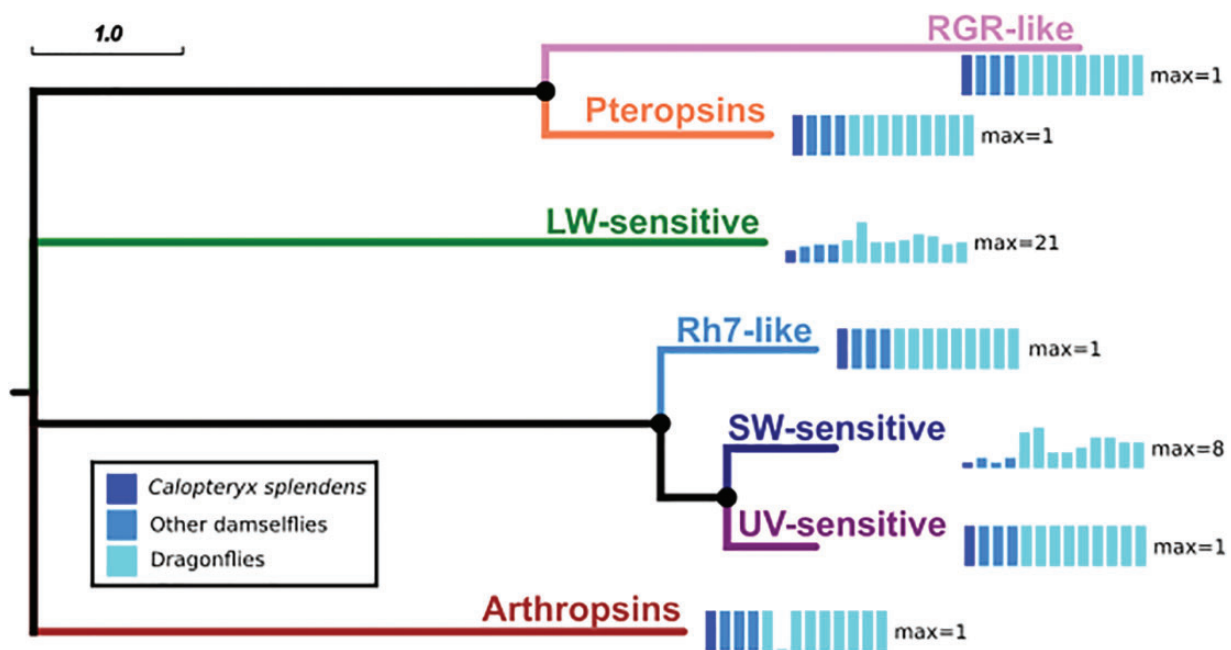 1.0
RGR-like
max=1
Pteropsins
max=1
LW-sensitive
max=21
Rh7-like
max=1
SW-sensitive
max=8
Calopteryx splendens
Other damselflies
Dragonflies
UV-sensitive
max=1
Arthropsins
max=1